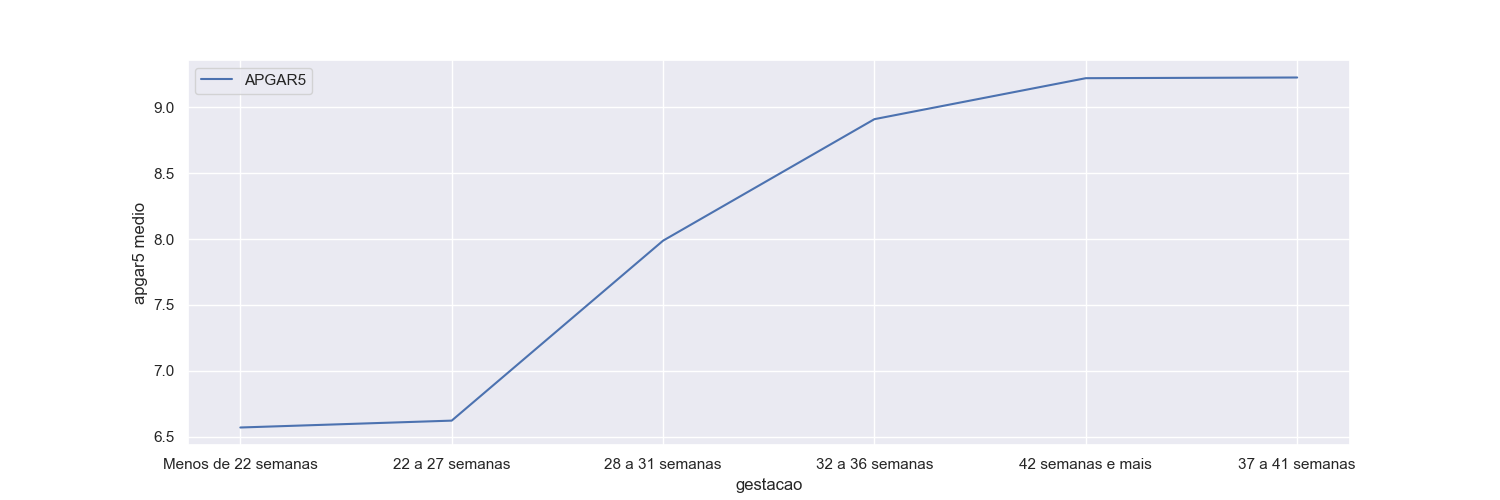 APGAR5
9.0
8.5
8.0
7.5
7.0
6.5
apgar5 medio
Menos de 22 semanas 22 a 27 semanas 28 a 31 semanas 32 a 36 semanas 42 semanas e mais 37 a 41 semanas
gestacao